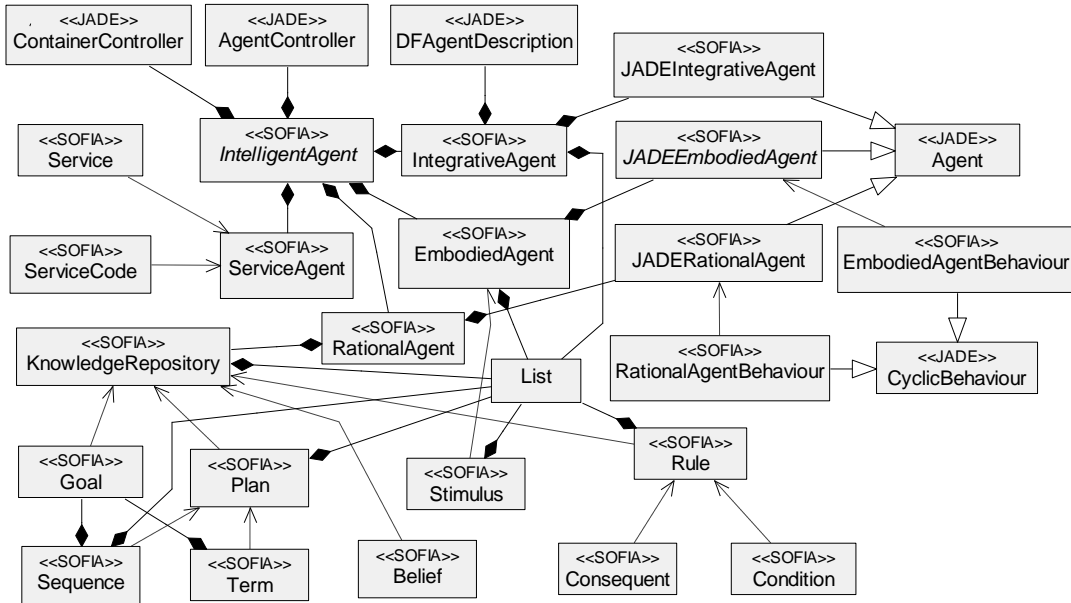 <<JADE>>
ContainerController
<<JADE>>
AgentController
<<JADE>>
DFAgentDescription
<<SOFIA>>
JADEIntegrativeAgent
<<SOFIA>>
Service
<<SOFIA>>
IntelligentAgent
<<SOFIA>>
IntegrativeAgent
<<SOFIA>>
JADEEmbodiedAgent
<<JADE>>
Agent
<<SOFIA>>
ServiceCode
<<SOFIA>>
ServiceAgent
<<SOFIA>>
EmbodiedAgent
<<SOFIA>>
JADERationalAgent
<<SOFIA>>
EmbodiedAgentBehaviour
<<SOFIA>>
KnowledgeRepository
<<SOFIA>>
RationalAgent
List
<<SOFIA>>
RationalAgentBehaviour
<<JADE>>
CyclicBehaviour
<<SOFIA>>
Goal
<<SOFIA>>
Plan
<<SOFIA>>
Stimulus
<<SOFIA>>
Rule
<<SOFIA>>
Sequence
<<SOFIA>>
Term
<<SOFIA>>
Belief
<<SOFIA>>
Consequent
<<SOFIA>>
Condition